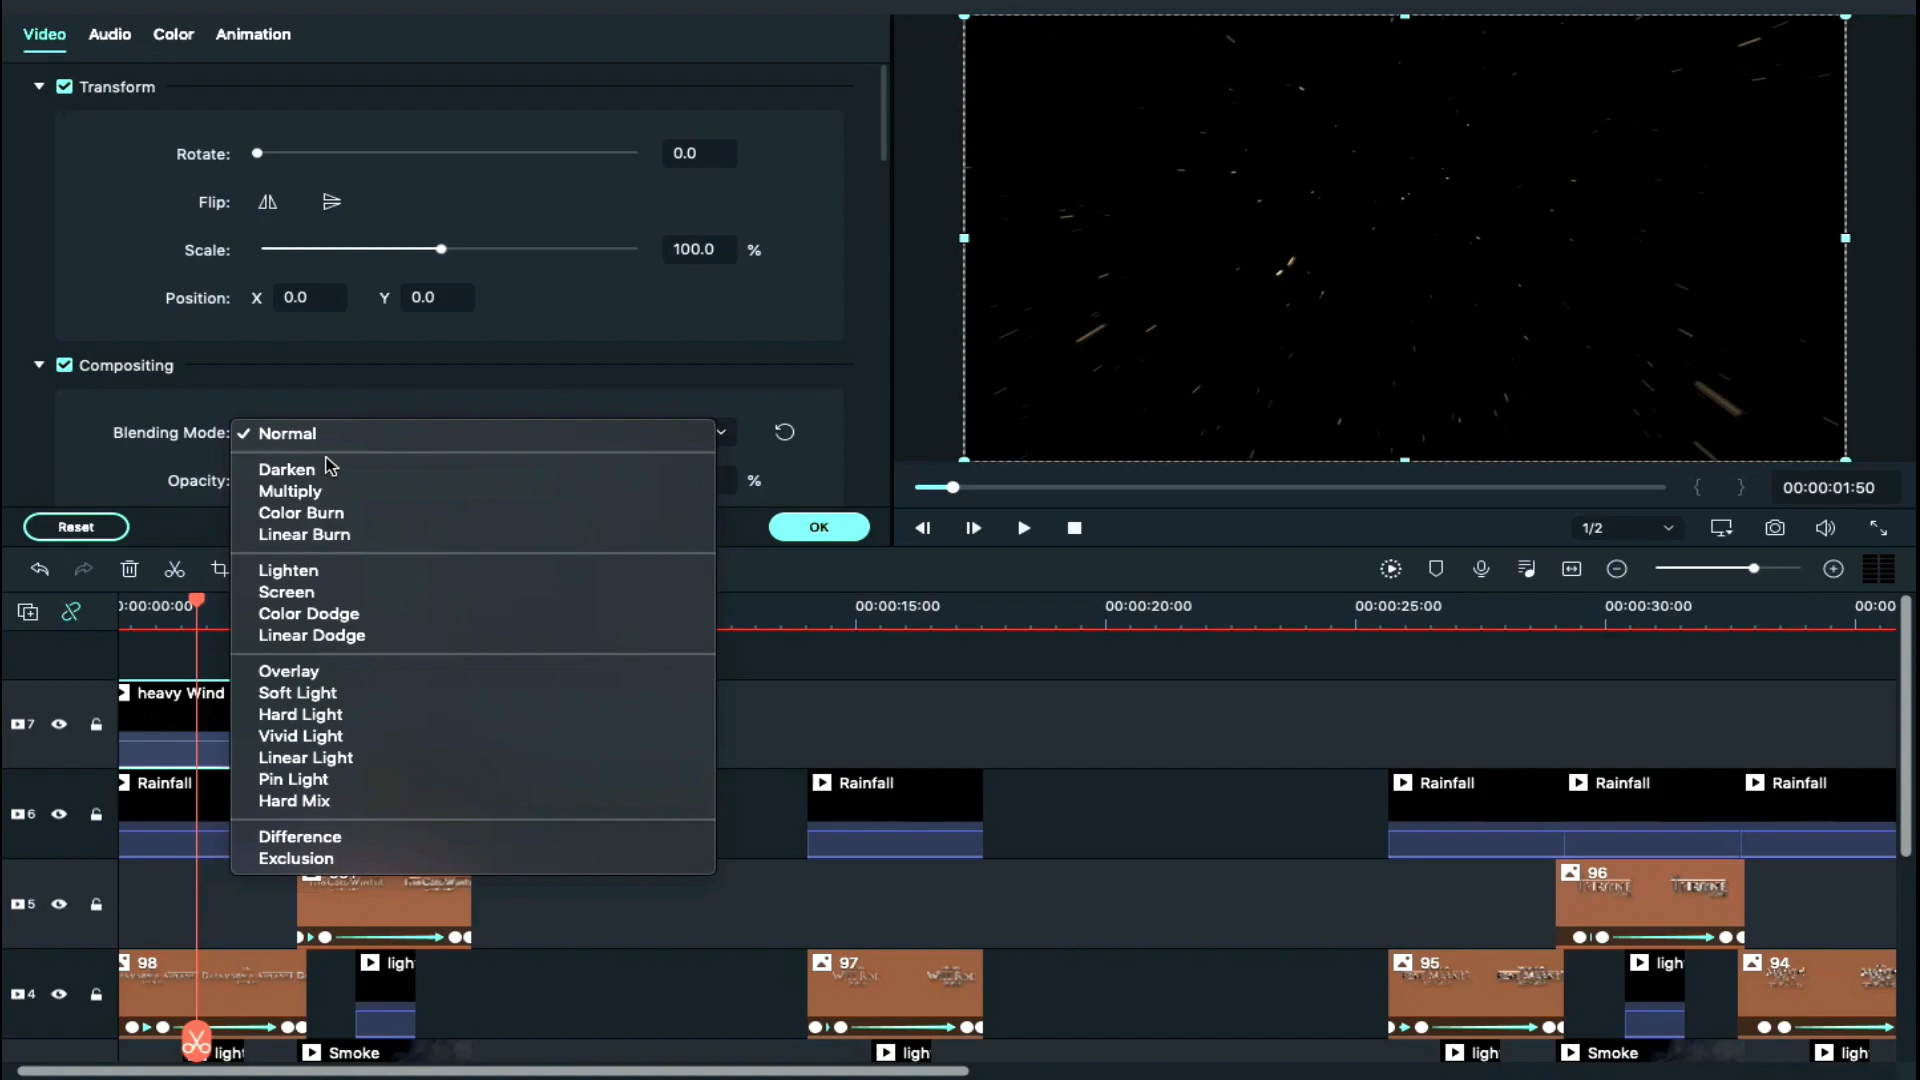 Video Audio Color Animation
Transform
Rotate: 0.0
Flip:
Scale: 100.0 %
Position: X 0.0 Y 0.0
Compositing
Blending Mode: Normal
Darken
Opacity: %
Multiply
Color Burn
Linear Burn
Lighten
Screen
Color Dodge
Linear Dodge
Overlay
Soft Light
Hard Light
Vivid Light
Linear Light
Pin Light
Hard Mix
Difference
Exclusion
Reset
OK
{ } 00:00:01:50
1/2
0:00:00:00 00:00:15:00 00:00:20:00 00:00:25:00 00:00:30:00 00:00
7 heavy Wind
6 Rainfall Rainfall Rainfall Rainfall Rainfall
5 96
4 98 ligh 97 95 ligh 94
light Smoke ligh ligh Smoke ligh